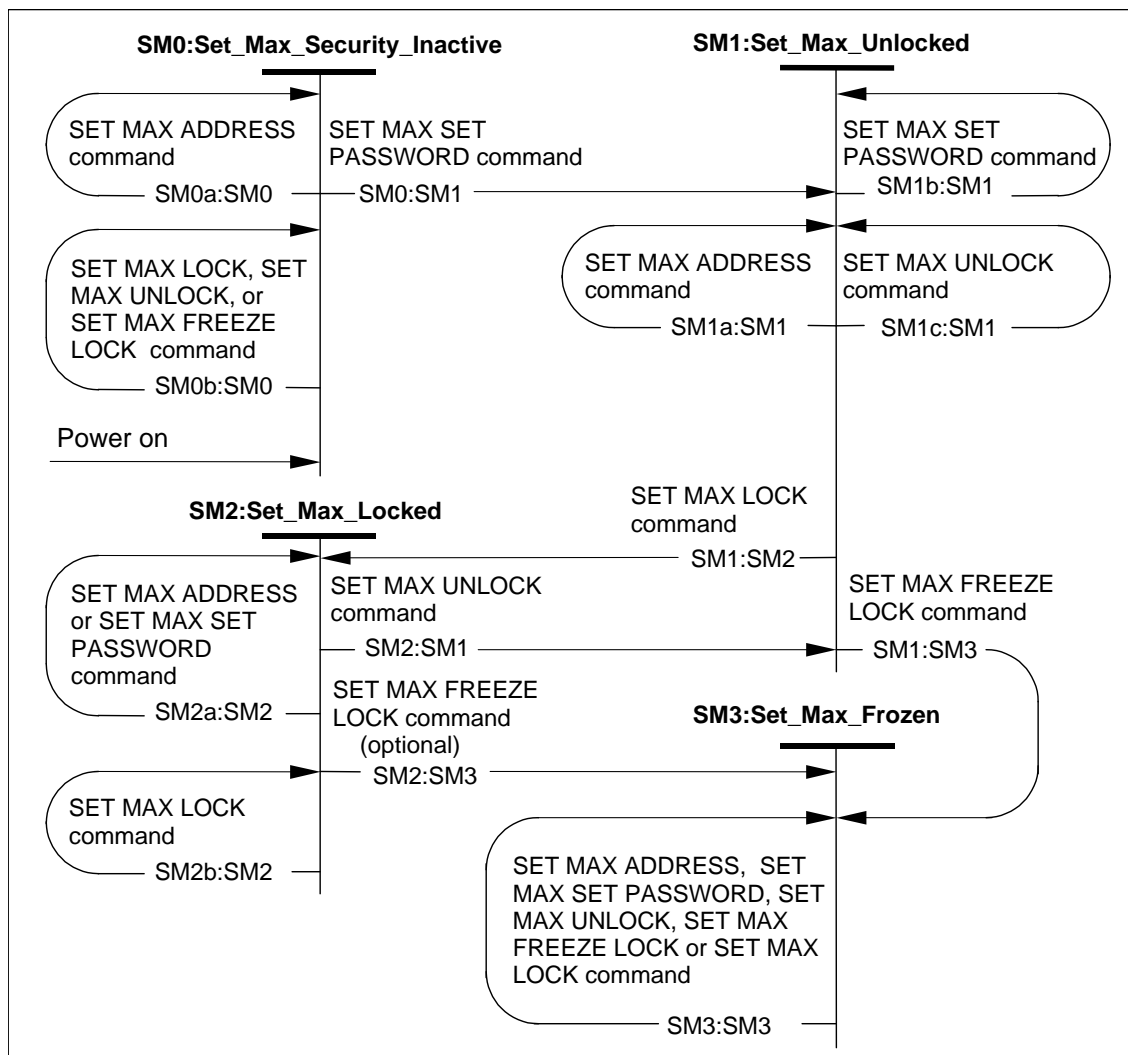 SM0:Set_Max_Security_Inactive
SM1:Set_Max_Unlocked
SET MAX ADDRESS
command
SM0a:SM0
SET MAX SET
PASSWORD command
SM0:SM1
SET MAX SET
PASSWORD command
SM1b:SM1
SET MAX LOCK, SET
MAX UNLOCK, or
SET MAX FREEZE
LOCK command
SM0b:SM0
SET MAX ADDRESS
command
SM1a:SM1
SET MAX UNLOCK
command
SM1c:SM1
Power on
SM2:Set_Max_Locked
SET MAX LOCK
command
SM1:SM2
SET MAX ADDRESS
or SET MAX SET
PASSWORD
command
SM2a:SM2
SET MAX UNLOCK
command
SM2:SM1
SET MAX FREEZE
LOCK command
SM1:SM3
SET MAX FREEZE
LOCK command
(optional)
SM2:SM3
SM3:Set_Max_Frozen
SET MAX LOCK
command
SM2b:SM2
SET MAX ADDRESS, SET
MAX SET PASSWORD, SET
MAX UNLOCK, SET MAX
FREEZE LOCK or SET MAX
LOCK command
SM3:SM3